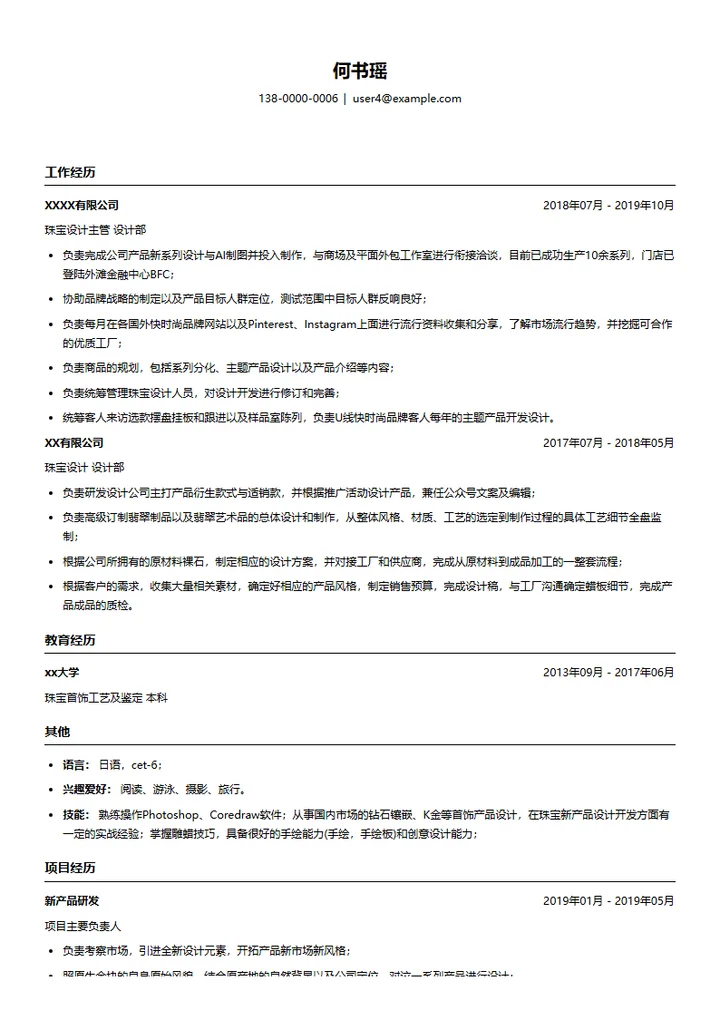 何书瑶
138-0000-0006 | user4@example.com
工作经历
XXXX有限公司 2018年07月 - 2019年10月
珠宝设计主管 设计部
• 负责完成公司产品新系列设计与AI制图并投入制作，与商场及平面外包工作室进行衔接洽谈，目前已成功生产10余系列，门店已
登陆外滩金融中心BFC；
• 协助品牌战略的制定以及产品目标人群定位，测试范围中目标人群反响良好；
• 负责每月在各国外快时尚品牌网站以及Pinterest、Instagram上面进行流行资料收集和分享，了解市场流行趋势，并挖掘可合作
的优质工厂；
• 负责商品的规划，包括系列分化、主题产品设计以及产品介绍等内容；
• 负责统筹管理珠宝设计人员，对设计开发进行修订和完善；
• 统筹客人来访选款摆盘挂板和跟进以及样品室陈列，负责U线快时尚品牌客人每年的主题产品开发设计。
XX有限公司 2017年07月 - 2018年05月
珠宝设计 设计部
• 负责研发设计公司主打产品衍生款式与适销款，并根据推广活动设计产品，兼任公众号文案及编辑；
• 负责高级订制翡翠制品以及翡翠艺术品的总体设计和制作，从整体风格、材质、工艺的选定到制作过程的具体工艺细节全盘监
制；
• 根据公司所拥有的原材料裸石，制定相应的设计方案，并对接工厂和供应商，完成从原材料到成品加工的一整套流程；
• 根据客户的需求，收集大量相关素材，确定好相应的产品风格，制定销售预算，完成设计稿，与工厂沟通确定蜡板细节，完成产
品成品的质检。
教育经历
xx大学 2013年09月 - 2017年06月
珠宝首饰工艺及鉴定 本科
其他
• 语言： 日语，cet-6；
• 兴趣爱好： 阅读、游泳、摄影、旅行。
• 技能： 熟练操作Photoshop、Coredraw软件；从事国内市场的钻石镶嵌、K金等首饰产品设计，在珠宝新产品设计开发方面有
一定的实战经验；掌握雕蜡技巧，具备很好的手绘能力(手绘，手绘板)和创意设计能力；
项目经历
新产品研发 2019年01月 - 2019年05月
项目主要负责人
• 负责考察市场，引进全新设计元素，开拓产品新市场新风格；